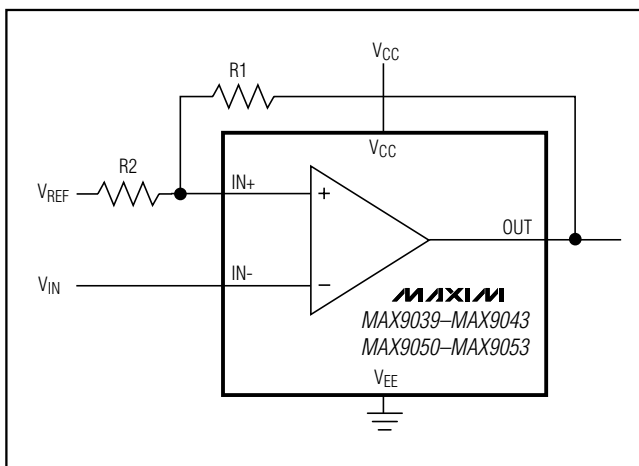 VCC
R1
VCC
R2
VREF
IN+
+
OUT
VIN
IN-
−
MAXIM
MAX9039–MAX9043
MAX9050–MAX9053
VEE